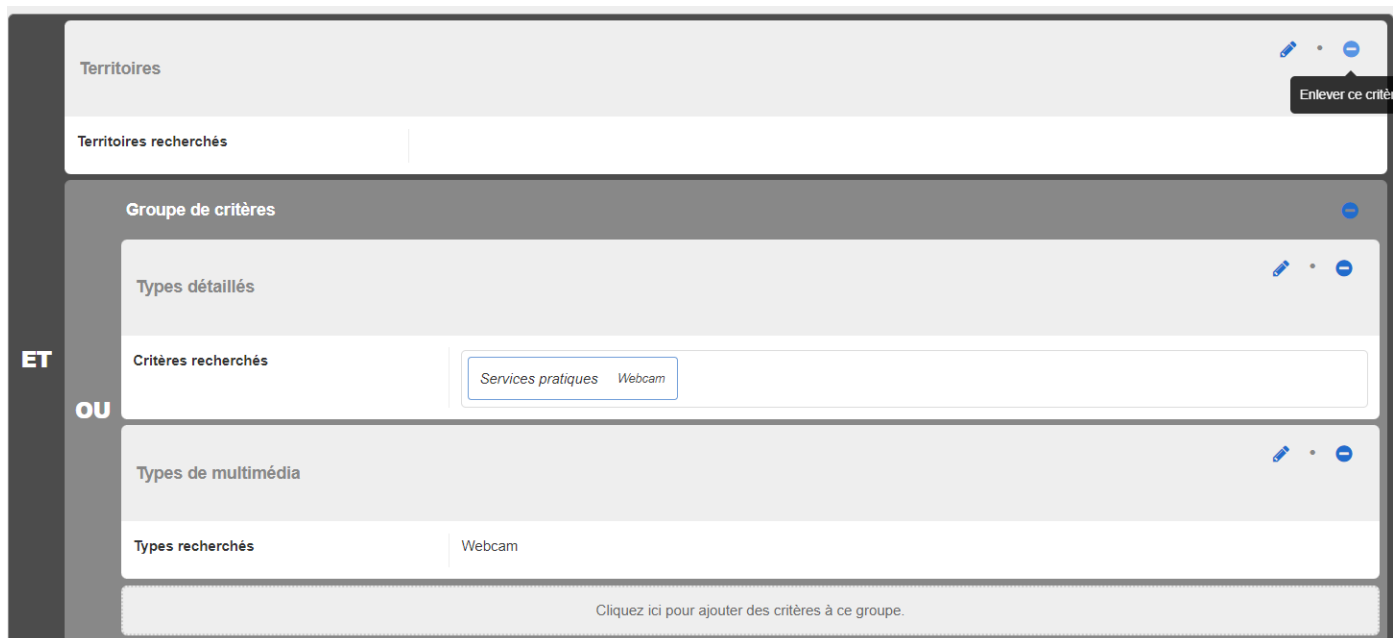 Territoires
Enlever ce critèr
Territoires recherchés
Groupe de critères
Types détaillés
ET
Critères recherchés
Services pratiques Webcam
OU
Types de multimédia
Types recherchés Webcam
Cliquez ici pour ajouter des critères à ce groupe.